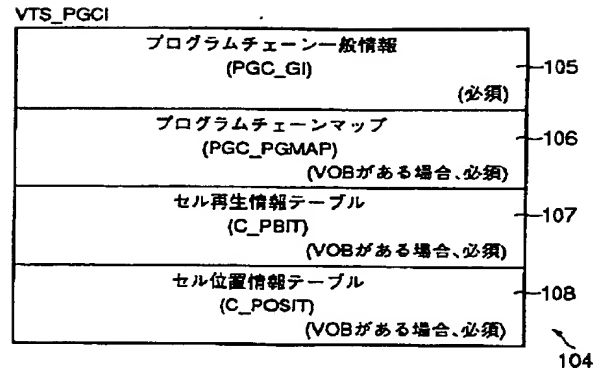 VTS_PGCI
プログラムチェーン一般情報
(PGC_GI)
(必須)
105
プログラムチェーンマップ
(PGC_PGMAP)
(VOBがある場合、必須)
106
セル再生情報テーブル
(C_PBIT)
(VOBがある場合、必須)
107
セル位置情報テーブル
(C_POSIT)
(VOBがある場合、必須)
108
104